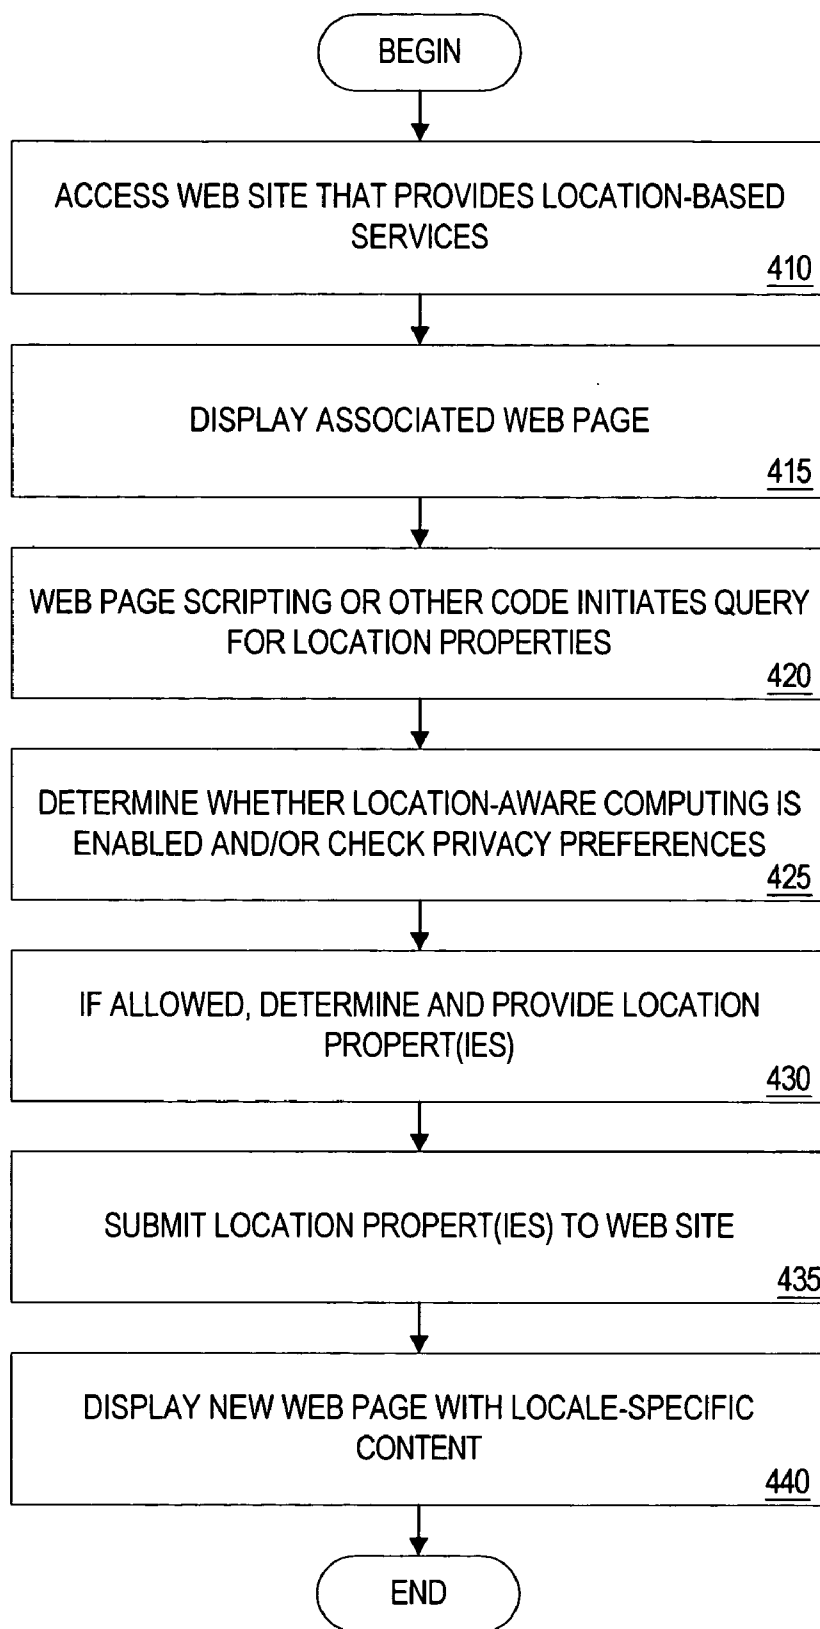 BEGIN
ACCESS WEB SITE THAT PROVIDES LOCATION-BASED
SERVICES
410
DISPLAY ASSOCIATED WEB PAGE
415
WEB PAGE SCRIPTING OR OTHER CODE INITIATES QUERY
FOR LOCATION PROPERTIES
420
DETERMINE WHETHER LOCATION-AWARE COMPUTING IS
ENABLED AND/OR CHECK PRIVACY PREFERENCES
425
IF ALLOWED, DETERMINE AND PROVIDE LOCATION
PROPERT(IES)
430
SUBMIT LOCATION PROPERT(IES) TO WEB SITE
435
DISPLAY NEW WEB PAGE WITH LOCALE-SPECIFIC
CONTENT
440
END